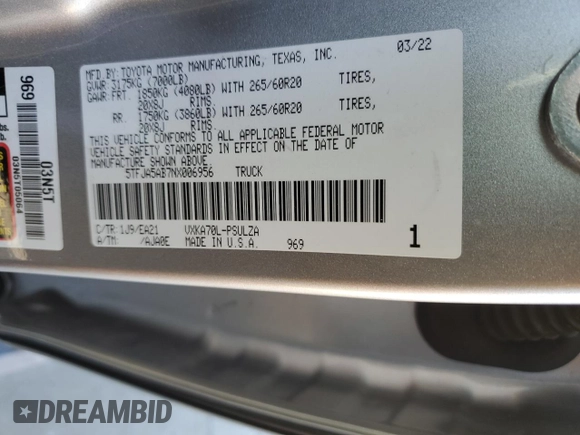 MFD.BY: TOYOTA MOTOR MANUFACTURING, TEXAS, INC. 03/22
GVWR 3175KG (7000LB)
GAWR FRT. 1850KG (4080LB) WITH 265/60R20 TIRES,
20X8J RIMS
RR. 1750KG (3860LB) WITH 265/60R20 TIRES,
20X8J RIMS
THIS VEHICLE CONFORMS TO ALL APPLICABLE FEDERAL MOTOR
VEHICLE SAFETY STANDARDS IN EFFECT ON THE DATE OF
MANUFACTURE SHOWN ABOVE.
5TFJA5AB7NX006956 TRUCK
C/TR: 1J9/EA21 VXKA70L-PSULZA
A/TM: /AJA0E MADE IN U.S.A. 969 1
969
03N5T
03N5T05064
lbs.
DREAMBID